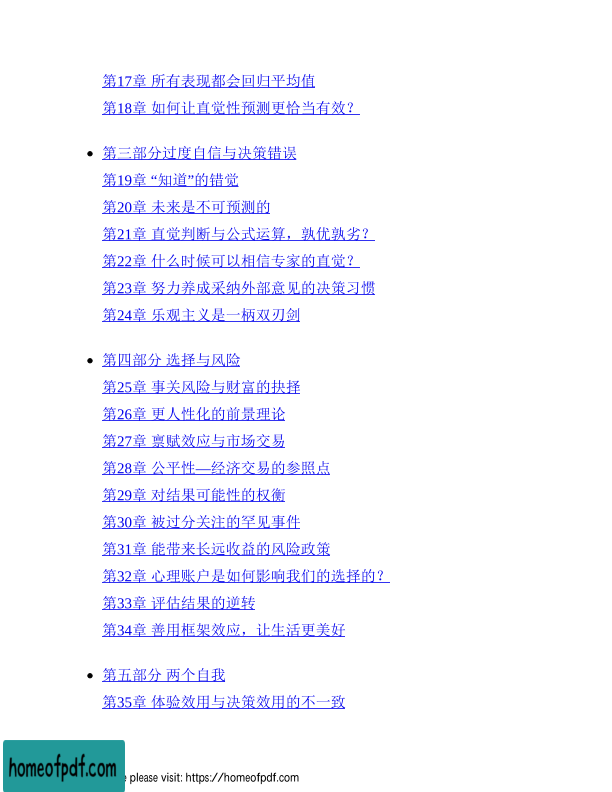 第17章 所有表现都会回归平均值
第18章 如何让直觉性预测更恰当有效？
第三部分过度自信与决策错误
第19章 “知道”的错觉
第20章 未来是不可预测的
第21章 直觉判断与公式运算，孰优孰劣？
第22章 什么时候可以相信专家的直觉？
第23章 努力养成采纳外部意见的决策习惯
第24章 乐观主义是一柄双刃剑
第四部分 选择与风险
第25章 事关风险与财富的抉择
第26章 更人性化的前景理论
第27章 禀赋效应与市场交易
第28章 公平性—经济交易的参照点
第29章 对结果可能性的权衡
第30章 被过分关注的罕见事件
第31章 能带来长远收益的风险政策
第32章 心理账户是如何影响我们的选择的？
第33章 评估结果的逆转
第34章 善用框架效应，让生活更美好
第五部分 两个自我
第35章 体验效用与决策效用的不一致
homeofpdf.com
please visit: https://homeofpdf.com